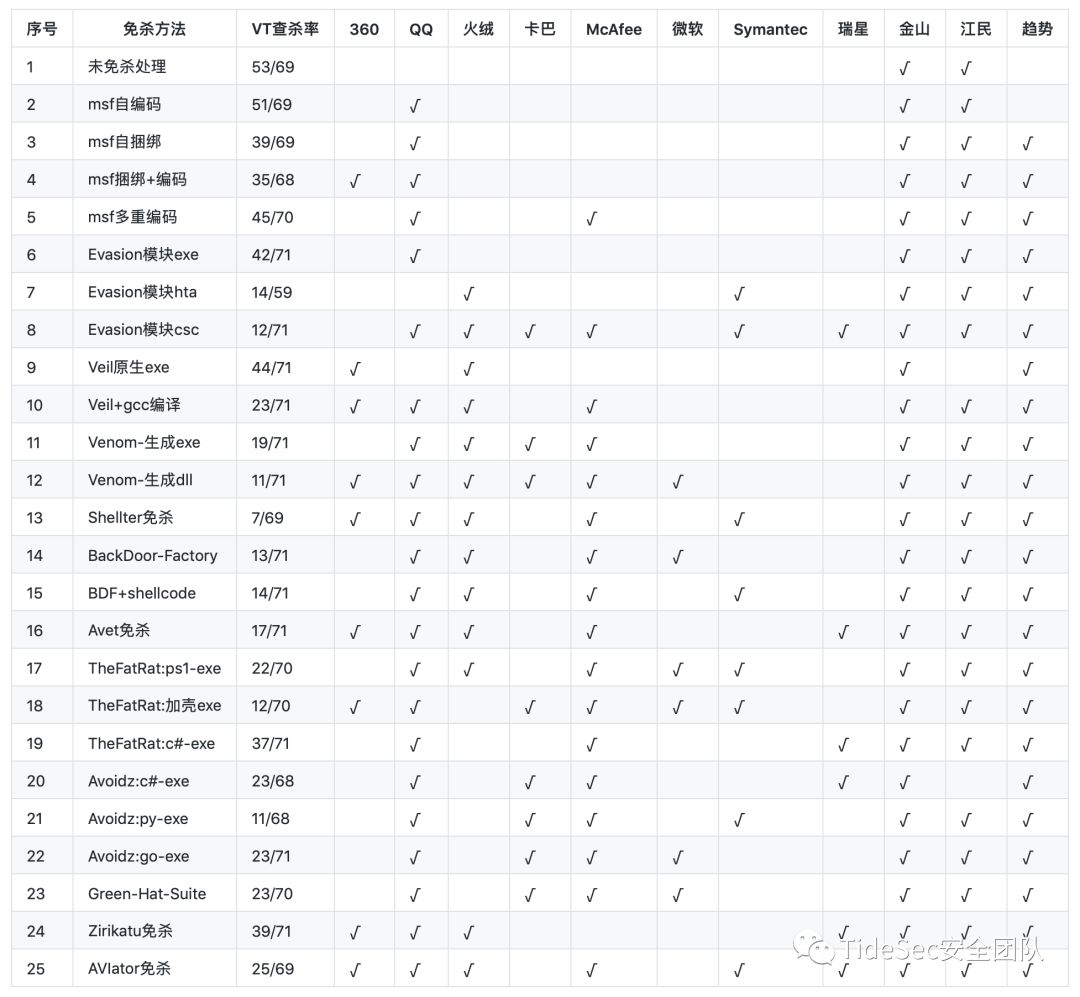 序号 免杀方法 VT查杀率 360 QQ 火绒 卡巴 McAfee 微软 Symantec 瑞星 金山 江民 趋势
1 未免杀处理 53/69 √ √
2 msf自编码 51/69 √ √ √
3 msf自捆绑 39/69 √ √ √ √
4 msf捆绑+编码 35/68 √ √ √ √ √
5 msf多重编码 45/70 √ √ √ √ √
6 Evasion模块exe 42/71 √ √ √ √
7 Evasion模块hta 14/59 √ √ √ √ √
8 Evasion模块csc 12/71 √ √ √ √ √ √ √ √ √
9 Veil原生exe 44/71 √ √ √ √
10 Veil+gcc编译 23/71 √ √ √ √ √ √ √
11 Venom-生成exe 19/71 √ √ √ √ √ √ √
12 Venom-生成dll 11/71 √ √ √ √ √ √ √ √ √
13 Shellter免杀 7/69 √ √ √ √ √ √ √ √
14 BackDoor-Factory 13/71 √ √ √ √ √ √ √
15 BDF+shellcode 14/71 √ √ √ √ √ √ √
16 Avet免杀 17/71 √ √ √ √ √ √ √ √
17 TheFatRat:ps1-exe 22/70 √ √ √ √ √ √ √ √
18 TheFatRat:加壳exe 12/70 √ √ √ √ √ √ √ √ √
19 TheFatRat:c#-exe 37/71 √ √ √ √ √ √
20 Avoidz:c#-exe 23/68 √ √ √ √ √ √
21 Avoidz:py-exe 11/68 √ √ √ √ √ √ √
22 Avoidz:go-exe 23/71 √ √ √ √ √ √ √
23 Green-Hat-Suite 23/70 √ √ √ √ √ √ √
24 Zirikatu免杀 39/71 √ √ √ √ √ √ √
25 AVIator免杀 25/69 √ √ √ √ √ √ √ √ √
TideSec安全团队